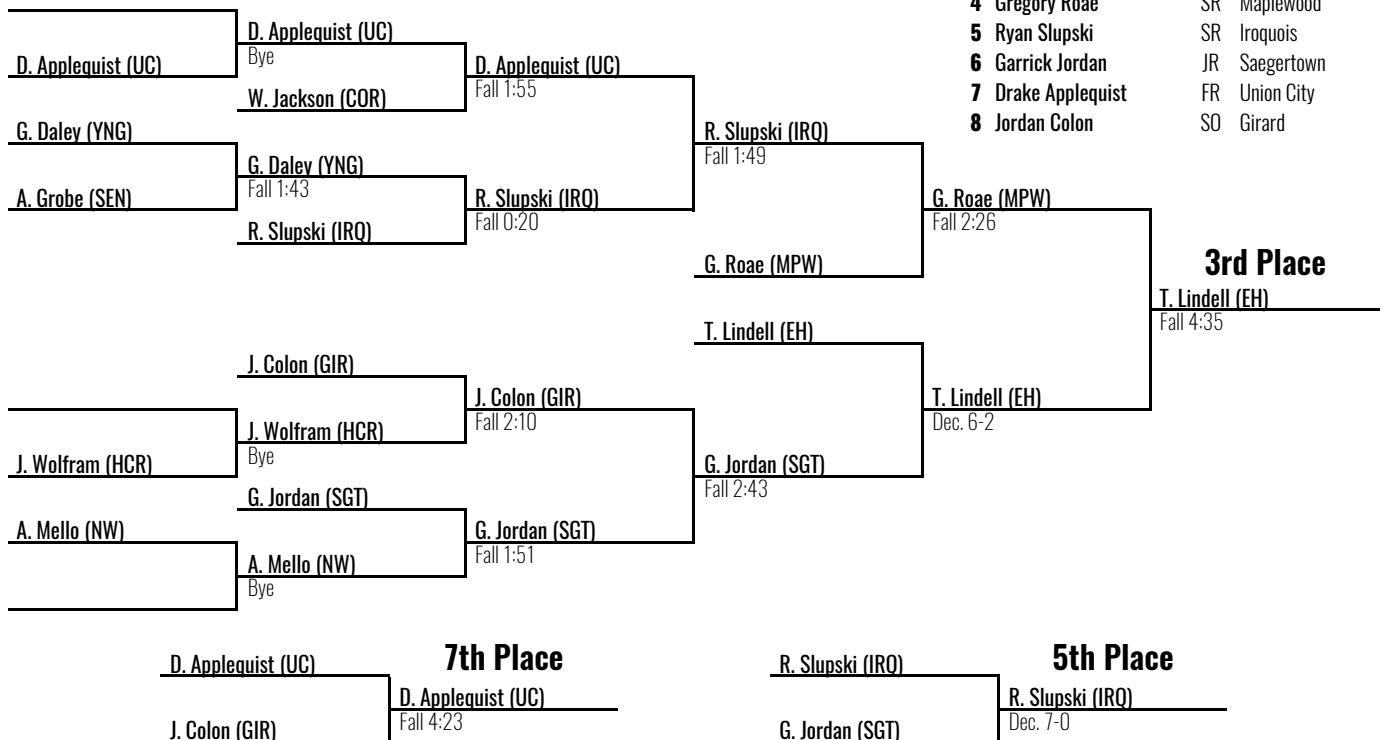 4 Gregory Roae SR Maplewood
5 Ryan Slupski SR Iroquois
6 Garrick Jordan JR Saegertown
7 Drake Applequist FR Union City
8 Jordan Colon SO Girard
D. Applequist (UC)
Bye
D. Applequist (UC)
D. Applequist (UC)
Fall 1:55
W. Jackson (COR)
G. Daley (YNG)
R. Slupski (IRQ)
Fall 1:49
G. Daley (YNG)
Fall 1:43
A. Grobe (SEN)
R. Slupski (IRQ)
Fall 0:20
G. Roae (MPW)
Fall 2:26
R. Slupski (IRQ)
G. Roae (MPW)
3rd Place
T. Lindell (EH)
Fall 4:35
T. Lindell (EH)
J. Colon (GIR)
J. Colon (GIR)
Fall 2:10
T. Lindell (EH)
Dec. 6-2
J. Wolfram (HCR)
Bye
J. Wolfram (HCR)
G. Jordan (SGT)
Fall 2:43
G. Jordan (SGT)
A. Mello (NW)
G. Jordan (SGT)
Fall 1:51
A. Mello (NW)
Bye
7th Place
D. Applequist (UC)
D. Applequist (UC)
Fall 4:23
J. Colon (GIR)
5th Place
R. Slupski (IRQ)
R. Slupski (IRQ)
Dec. 7-0
G. Jordan (SGT)